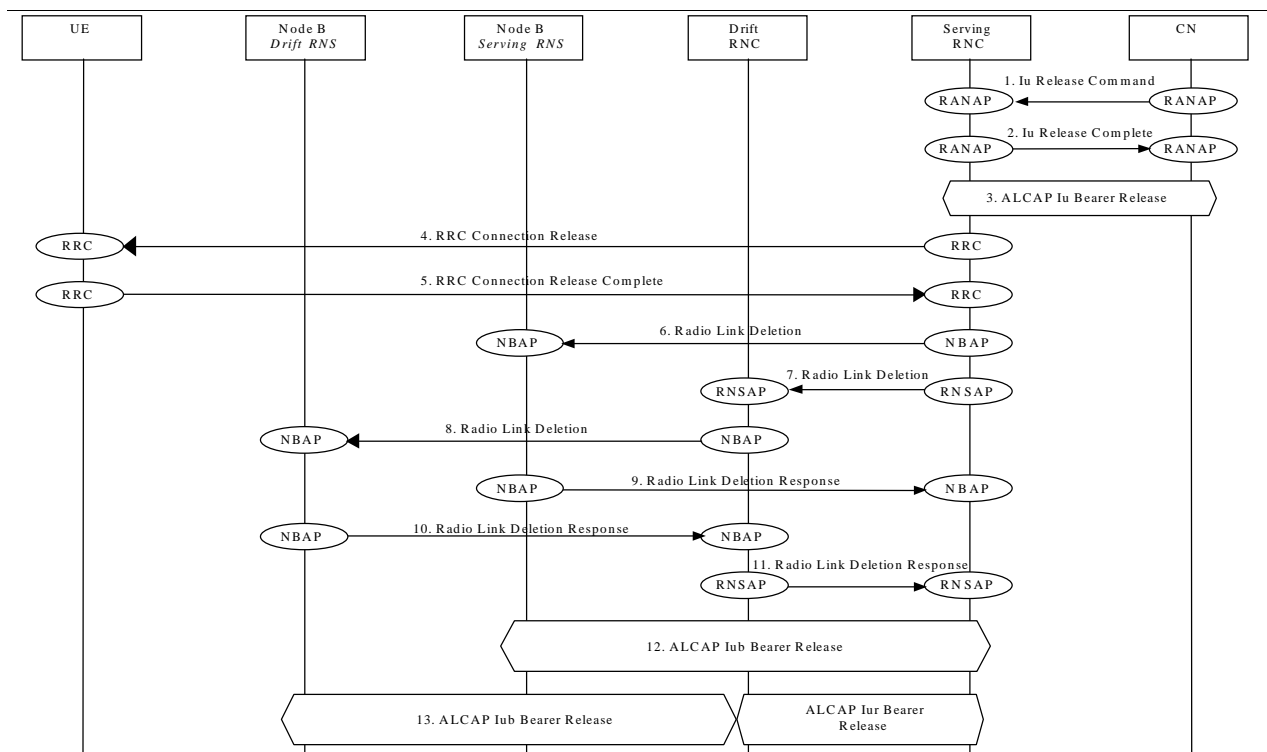 UE
Node B
Drift RNS
Node B
Serving RNS
Drift
RNC
Serving
RNC
CN
1. Iu Release Command
RANAP
RANAP
2. Iu Release Complete
RANAP
RANAP
3. ALCAP Iu Bearer Release
4. RRC Connection Release
RRC
RRC
5. RRC Connection Release Complete
RRC
RRC
6. Radio Link Deletion
NBAP
NBAP
7. Radio Link Deletion
RNSAP
RNSAP
8. Radio Link Deletion
NBAP
NBAP
9. Radio Link Deletion Response
NBAP
NBAP
10. Radio Link Deletion Response
NBAP
NBAP
11. Radio Link Deletion Response
RNSAP
RNSAP
12. ALCAP Iub Bearer Release
13. ALCAP Iub Bearer Release
ALCAP Iur Bearer
Release